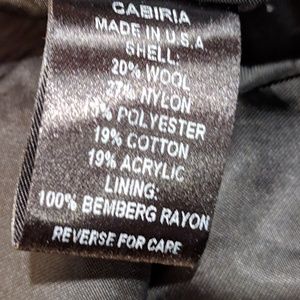 CABIRIA
MADE IN U.S.A
SHELL:
20% WOOL
27% NYLON
% POLYESTER
19% COTTON
19% ACRYLIC
LINING:
100% BEMBERG RAYON
REVERSE FOR CARE